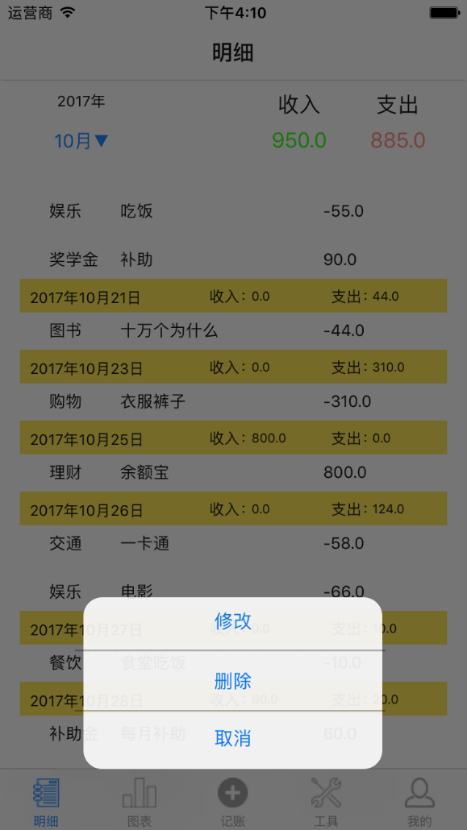 运营商 下午4:10
明细
2017年 收入 支出
10月▼ 950.0 885.0
娱乐 吃饭 -55.0
奖学金 补助 90.0
2017年10月21日 收入：0.0 支出：44.0
图书 十万个为什么 -44.0
2017年10月23日 收入：0.0 支出：310.0
购物 衣服裤子 -310.0
2017年10月25日 收入：800.0 支出：0.0
理财 余额宝 800.0
2017年10月26日 收入：0.0 支出：124.0
交通 一卡通 -58.0
娱乐 电影 -66.0
修改
2017年10月27日 收入：0.0 支出：10.0
餐饮 食堂吃饭 -10.0
删除
2017年10月28日 收入：90.0 支出：20.0
补助金 每月补助 60.0
取消
明细 图表 记账 工具 我的